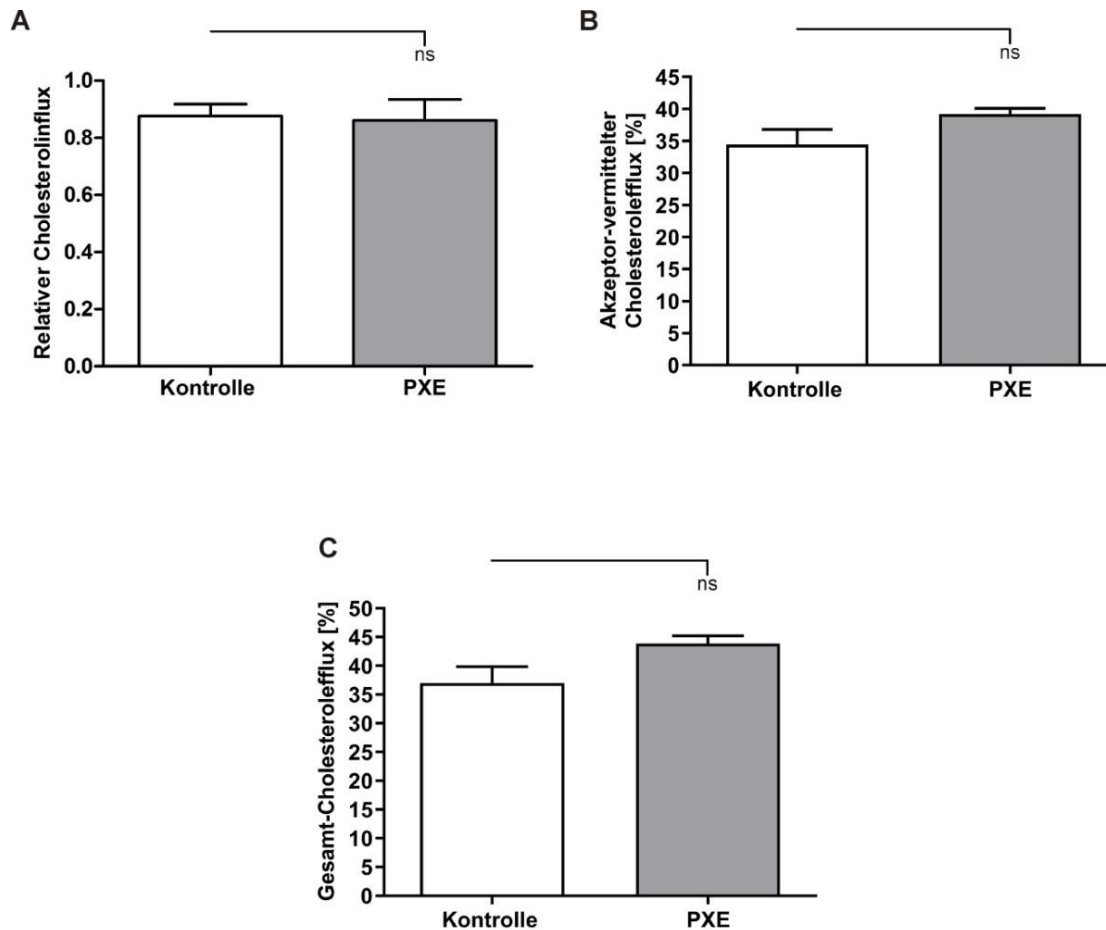 A
ns
Relativer Cholesterolinflux
1.0
0.8
0.6
0.4
0.2
0.0
Kontrolle
PXE
B
ns
Akzeptor-vermittelter
Cholesterolefflux [%]
45
40
35
30
25
20
15
10
5
0
Kontrolle
PXE
C
ns
Gesamt-Cholesterolefflux [%]
50
45
40
35
30
25
20
15
10
5
0
Kontrolle
PXE